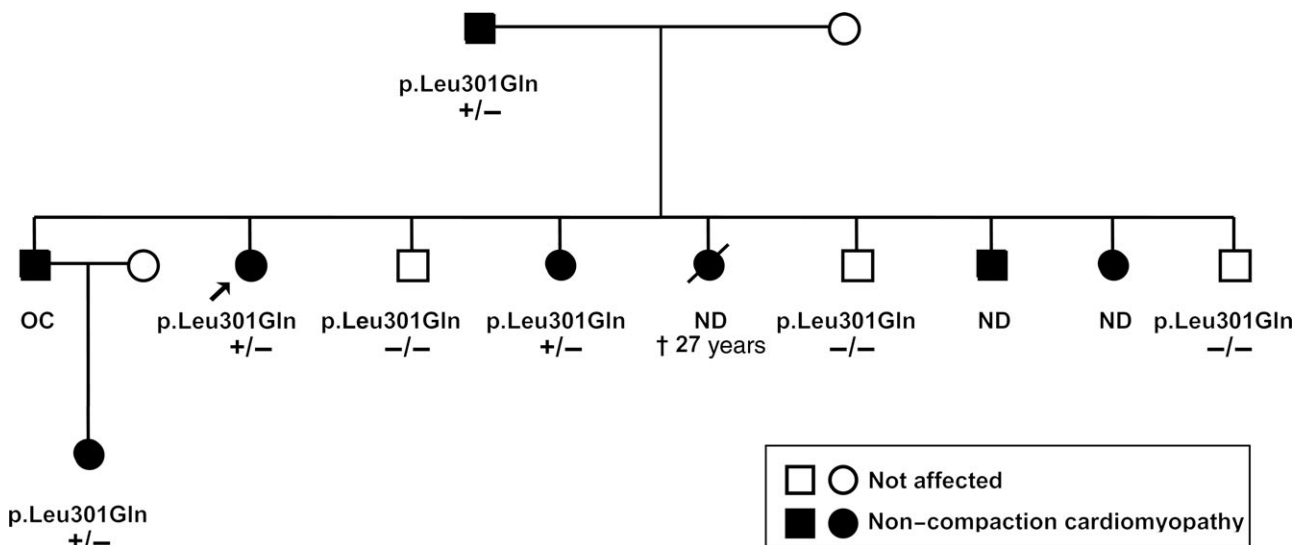 p.Leu301Gln
+/−
OC
p.Leu301Gln
+/−
p.Leu301Gln
−/−
p.Leu301Gln
+/−
ND
† 27 years
p.Leu301Gln
−/−
ND
ND
p.Leu301Gln
−/−
p.Leu301Gln
+/−
Not affected
Non−compaction cardiomyopathy